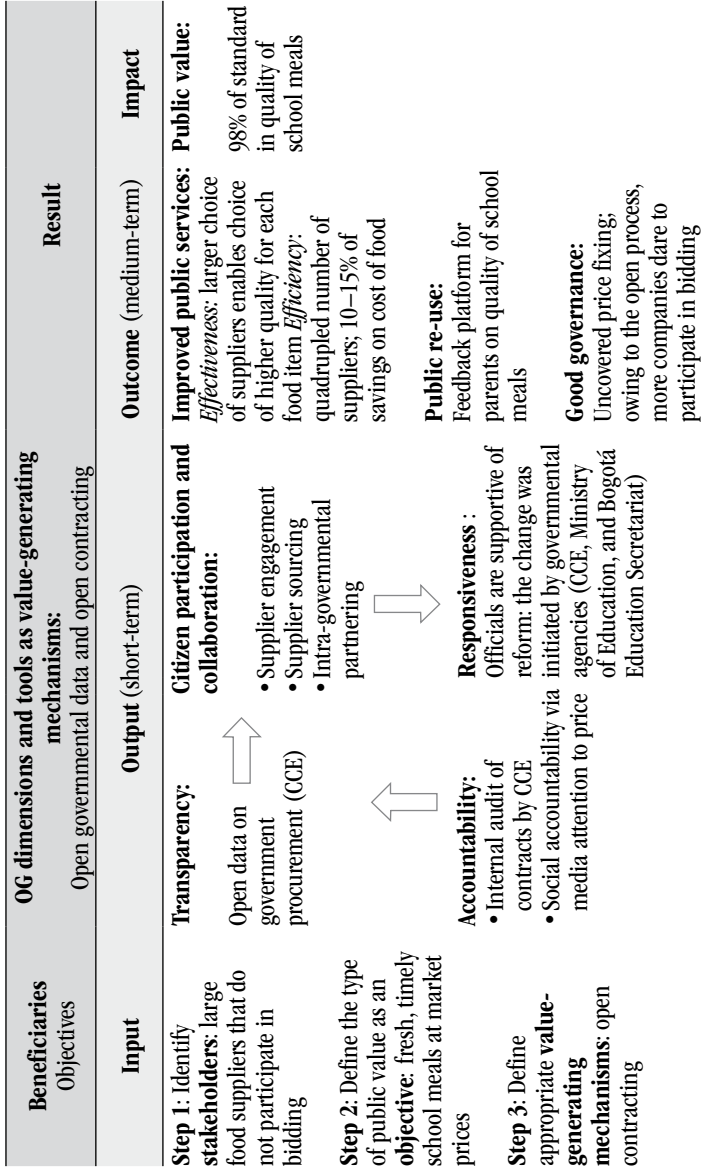 Beneficiaries
Objectives
OG dimensions and tools as value-generating
mechanisms:
Open governmental data and open contracting
Result
Input
Output (short-term)
Outcome (medium-term)
Impact
Step 1: Identify
stakeholders: large
food suppliers that do
not participate in
bidding
Step 2: Define the type
of public value as an
objective: fresh, timely
school meals at market
prices
Step 3: Define
appropriate value-
generating
mechanisms: open
contracting
Transparency:
Open data on
government
procurement (CCE)
Accountability:
• Internal audit of
contracts by CCE
• Social accountability via
media attention to price
Citizen participation and
collaboration:
• Supplier engagement
• Supplier sourcing
• Intra-governmental
partnering
Responsiveness :
Officials are supportive of
reform: the change was
initiated by governmental
agencies (CCE, Ministry
of Education, and Bogotá
Education Secretariat)
Improved public services:
Effectiveness: larger choice
of suppliers enables choice
of higher quality for each
food item Efficiency:
quadrupled number of
suppliers; 10–15% of
savings on cost of food
Public re-use:
Feedback platform for
parents on quality of school
meals
Good governance:
Uncovered price fixing;
owing to the open process,
more companies dare to
participate in bidding
Public value:
98% of standard
in quality of
school meals